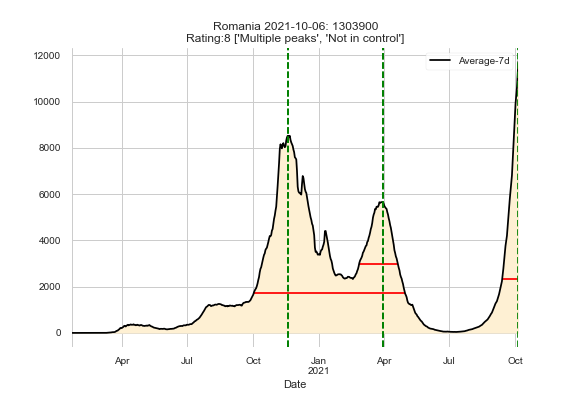 Romania 2021-10-06: 1303900
Rating:8 ['Multiple peaks', 'Not in control']
Average-7d
12000
10000
8000
6000
4000
2000
0
Apr Jul Oct Jan Apr Jul Oct
2021
Date